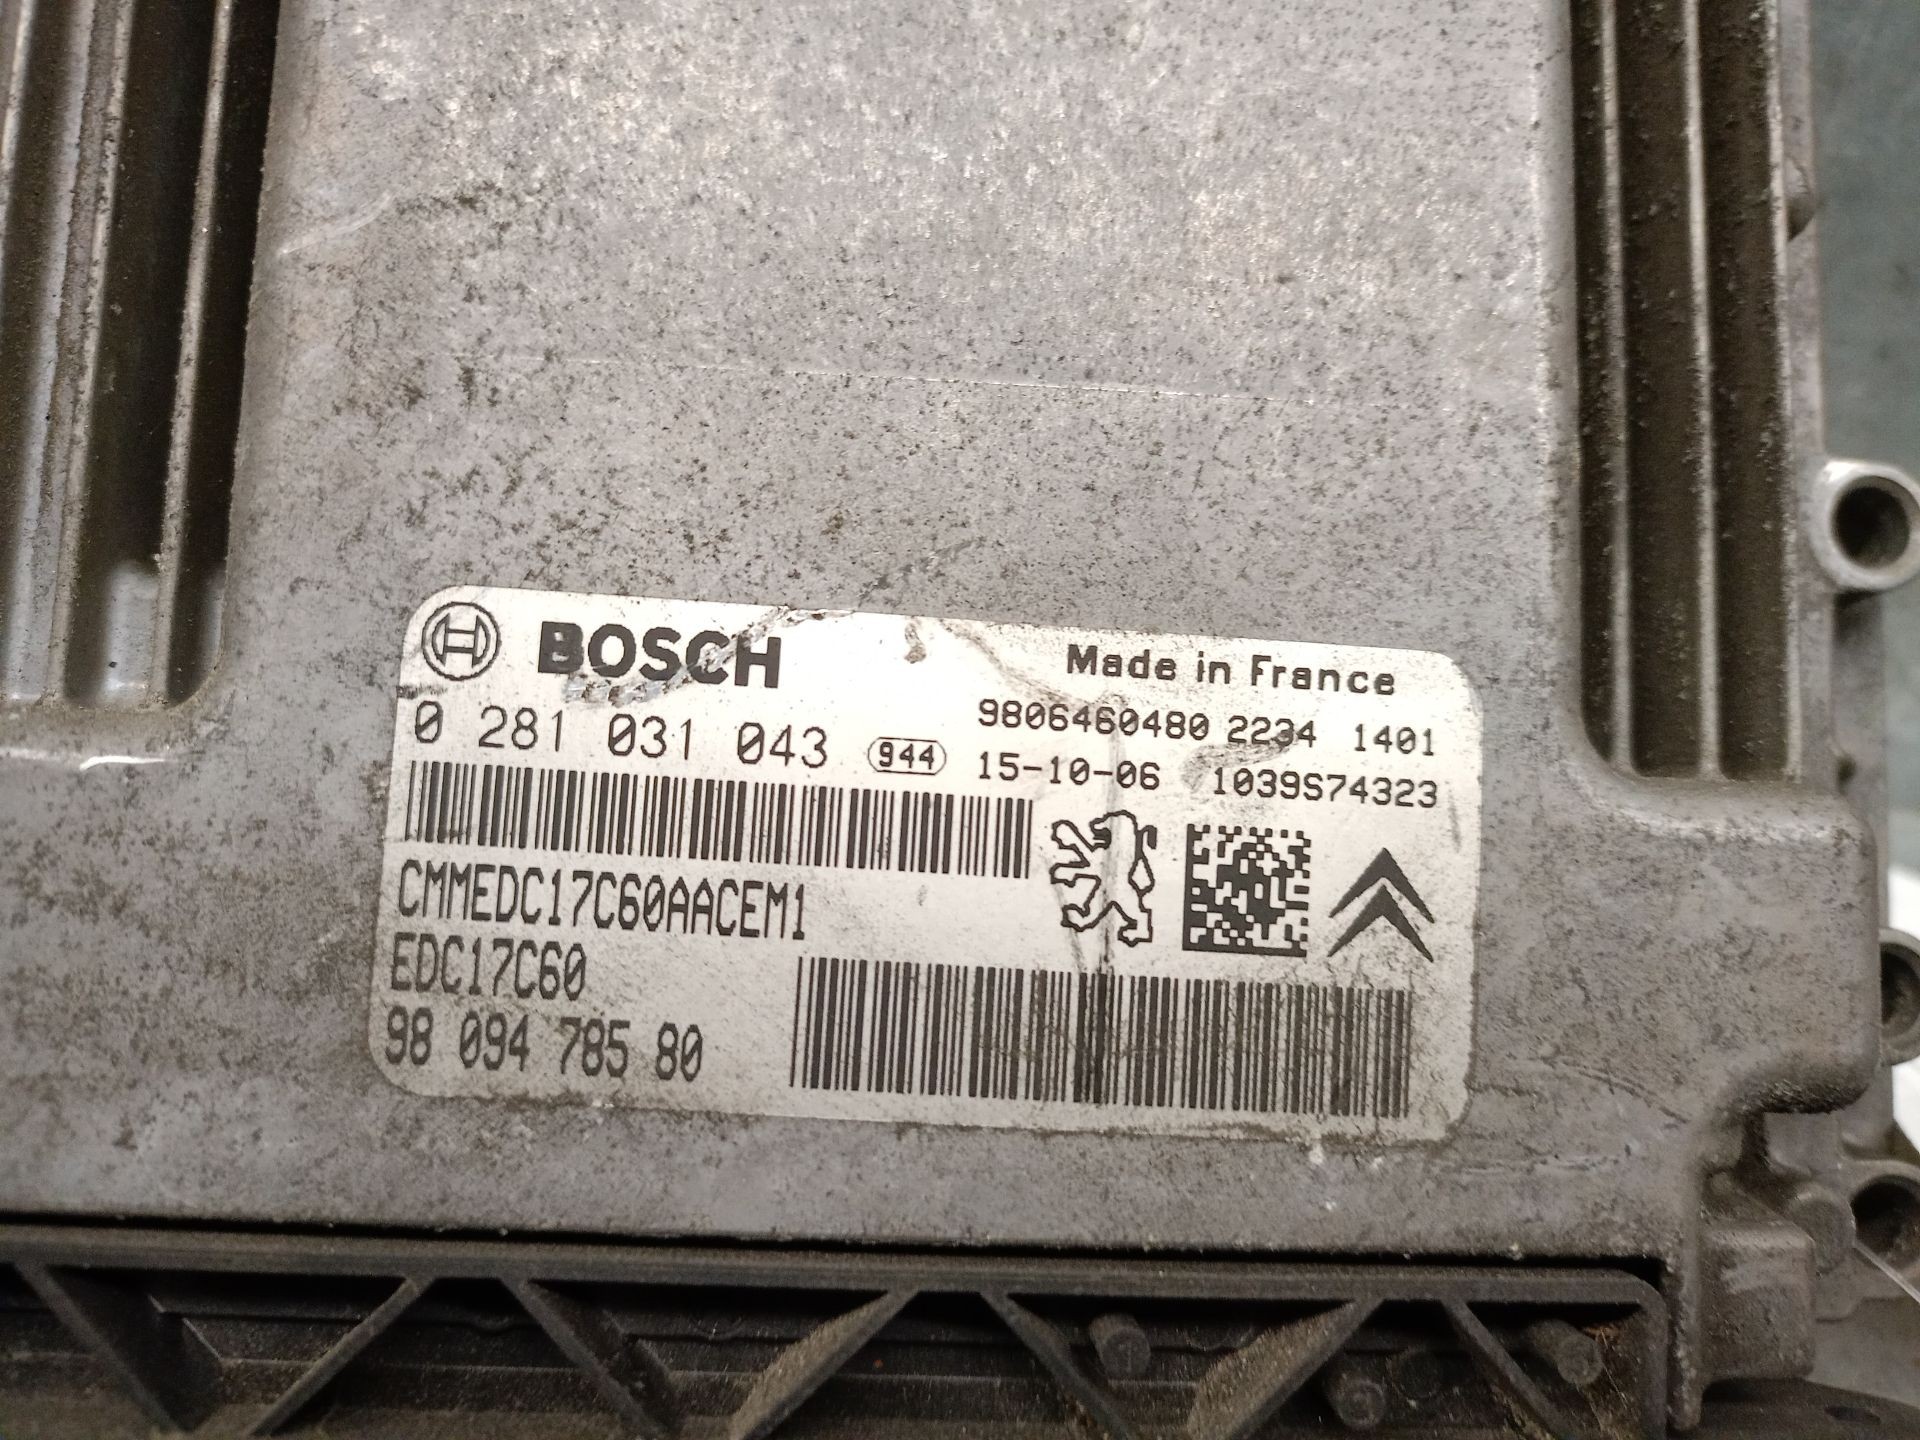 BOSCH
Made in France
0 281 031 043 944
9806460480 2234 1401
15-10-06 1039S74323
CMMEDC17C60AACEM1
EDC17C60
98 094 785 80